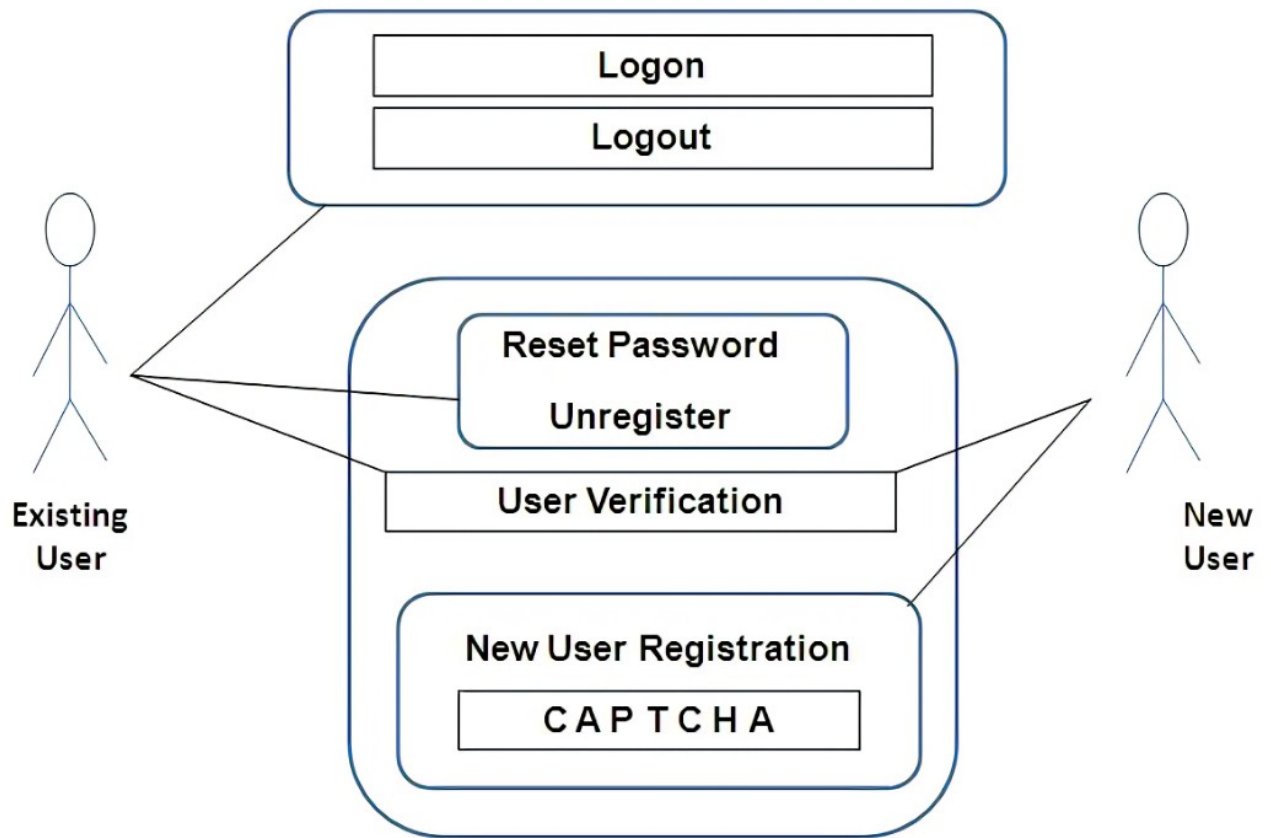 Logon
Logout
Reset Password
Unregister
User Verification
Existing
User
New
User
New User Registration
C A P T C H A